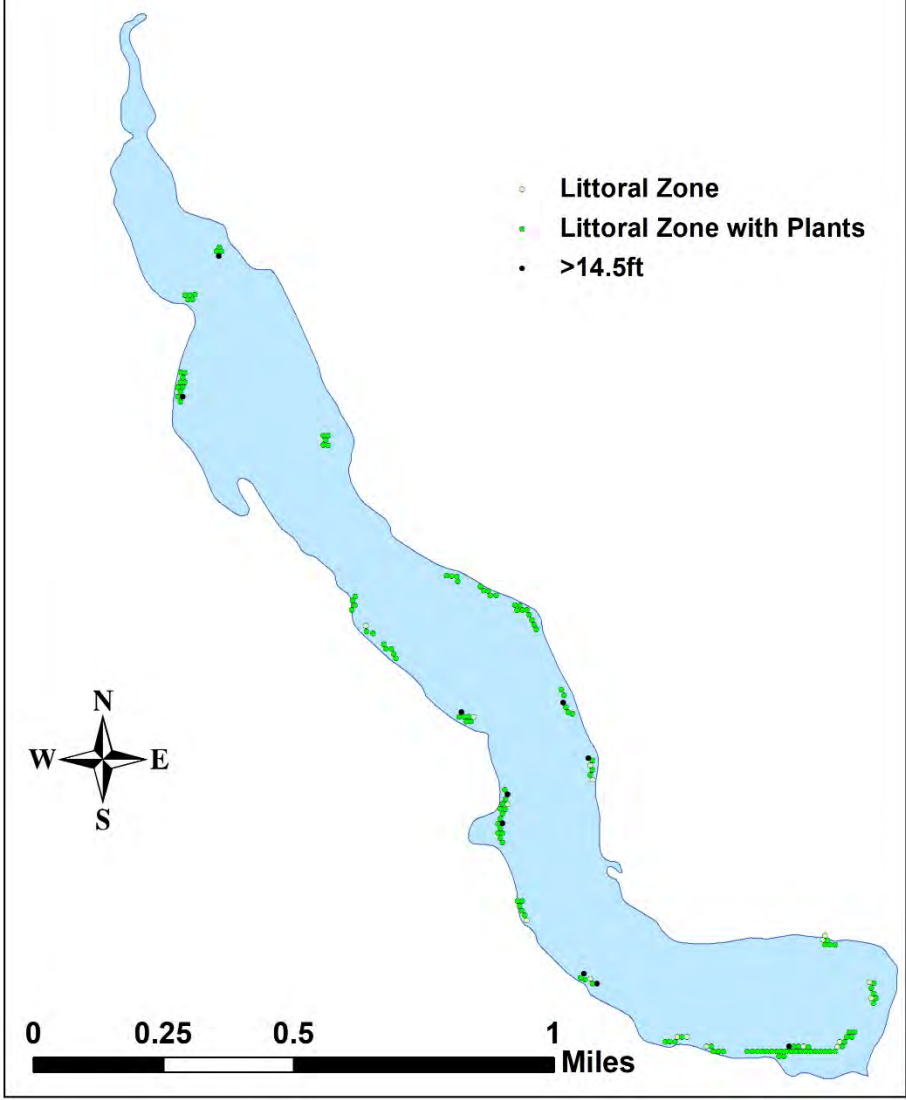 Littoral Zone
Littoral Zone with Plants
>14.5ft
N
W E
S
0 0.25 0.5 1
Miles